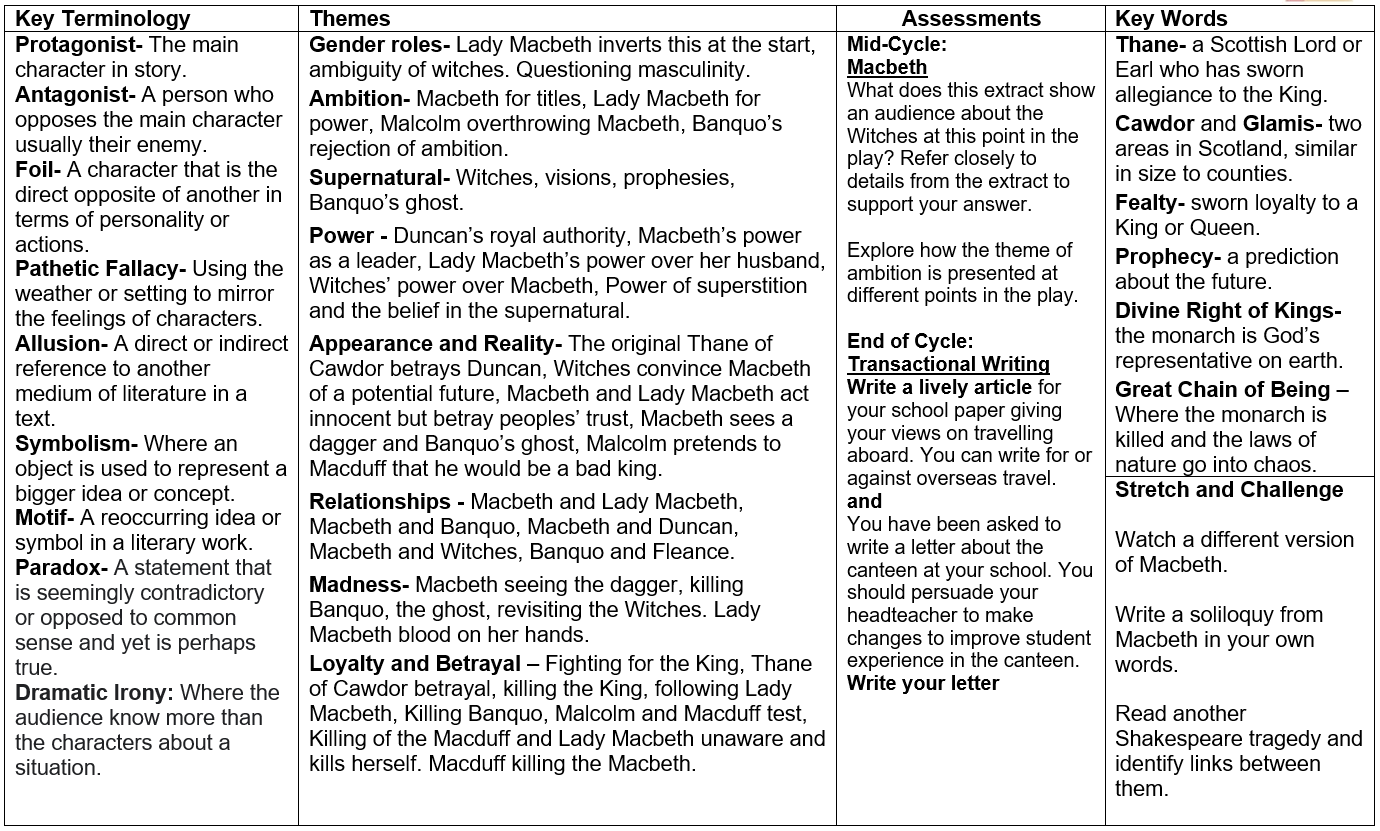 Key Terminology
Protagonist- The main
character in story.
Antagonist- A person who
opposes the main character
usually their enemy.
Foil- A character that is the
direct opposite of another in
terms of personality or
actions.
Pathetic Fallacy- Using the
weather or setting to mirror
the feelings of characters.
Allusion- A direct or indirect
reference to another
medium of literature in a
text.
Symbolism- Where an
object is used to represent a
bigger idea or concept.
Motif- A reoccurring idea or
symbol in a literary work.
Paradox- A statement that
is seemingly contradictory
or opposed to common
sense and yet is perhaps
true.
Dramatic Irony: Where the
audience know more than
the characters about a
situation.
Themes
Gender roles- Lady Macbeth inverts this at the start,
ambiguity of witches. Questioning masculinity.
Ambition- Macbeth for titles, Lady Macbeth for
power, Malcolm overthrowing Macbeth, Banquo's
rejection of ambition.
Supernatural- Witches, visions, prophesies,
Banquo's ghost.
Power - Duncan's royal authority, Macbeth's power
as a leader, Lady Macbeth's power over her husband,
Witches' power over Macbeth, Power of superstition
and the belief in the supernatural.
Appearance and Reality- The original Thane of
Cawdor betrays Duncan, Witches convince Macbeth
of a potential future, Macbeth and Lady Macbeth act
innocent but betray peoples' trust, Macbeth sees a
dagger and Banquo's ghost, Malcolm pretends to
Macduff that he would be a bad king.
Relationships - Macbeth and Lady Macbeth,
Macbeth and Banquo, Macbeth and Duncan,
Macbeth and Witches, Banquo and Fleance.
Madness- Macbeth seeing the dagger, killing
Banquo, the ghost, revisiting the Witches. Lady
Macbeth blood on her hands.
Loyalty and Betrayal – Fighting for the King, Thane
of Cawdor betrayal, killing the King, following Lady
Macbeth, Killing Banquo, Malcolm and Macduff test,
Killing of the Macduff and Lady Macbeth unaware and
kills herself. Macduff killing the Macbeth.
Assessments
Mid-Cycle:
Macbeth
What does this extract show
an audience about the
Witches at this point in the
play? Refer closely to
details from the extract to
support your answer.
Explore how the theme of
ambition is presented at
different points in the play.
End of Cycle:
Transactional Writing
Write a lively article for
your school paper giving
your views on travelling
aboard. You can write for or
against overseas travel.
and
You have been asked to
write a letter about the
canteen at your school. You
should persuade your
headteacher to make
changes to improve student
experience in the canteen.
Write your letter
Key Words
Thane- a Scottish Lord or
Earl who has sworn
allegiance to the King.
Cawdor and Glamis- two
areas in Scotland, similar
in size to counties.
Fealty- sworn loyalty to a
King or Queen.
Prophecy- a prediction
about the future.
Divine Right of Kings-
the monarch is God's
representative on earth.
Great Chain of Being –
Where the monarch is
killed and the laws of
nature go into chaos.
Stretch and Challenge
Watch a different version
of Macbeth.
Write a soliloquy from
Macbeth in your own
words.
Read another
Shakespeare tragedy and
identify links between
them.